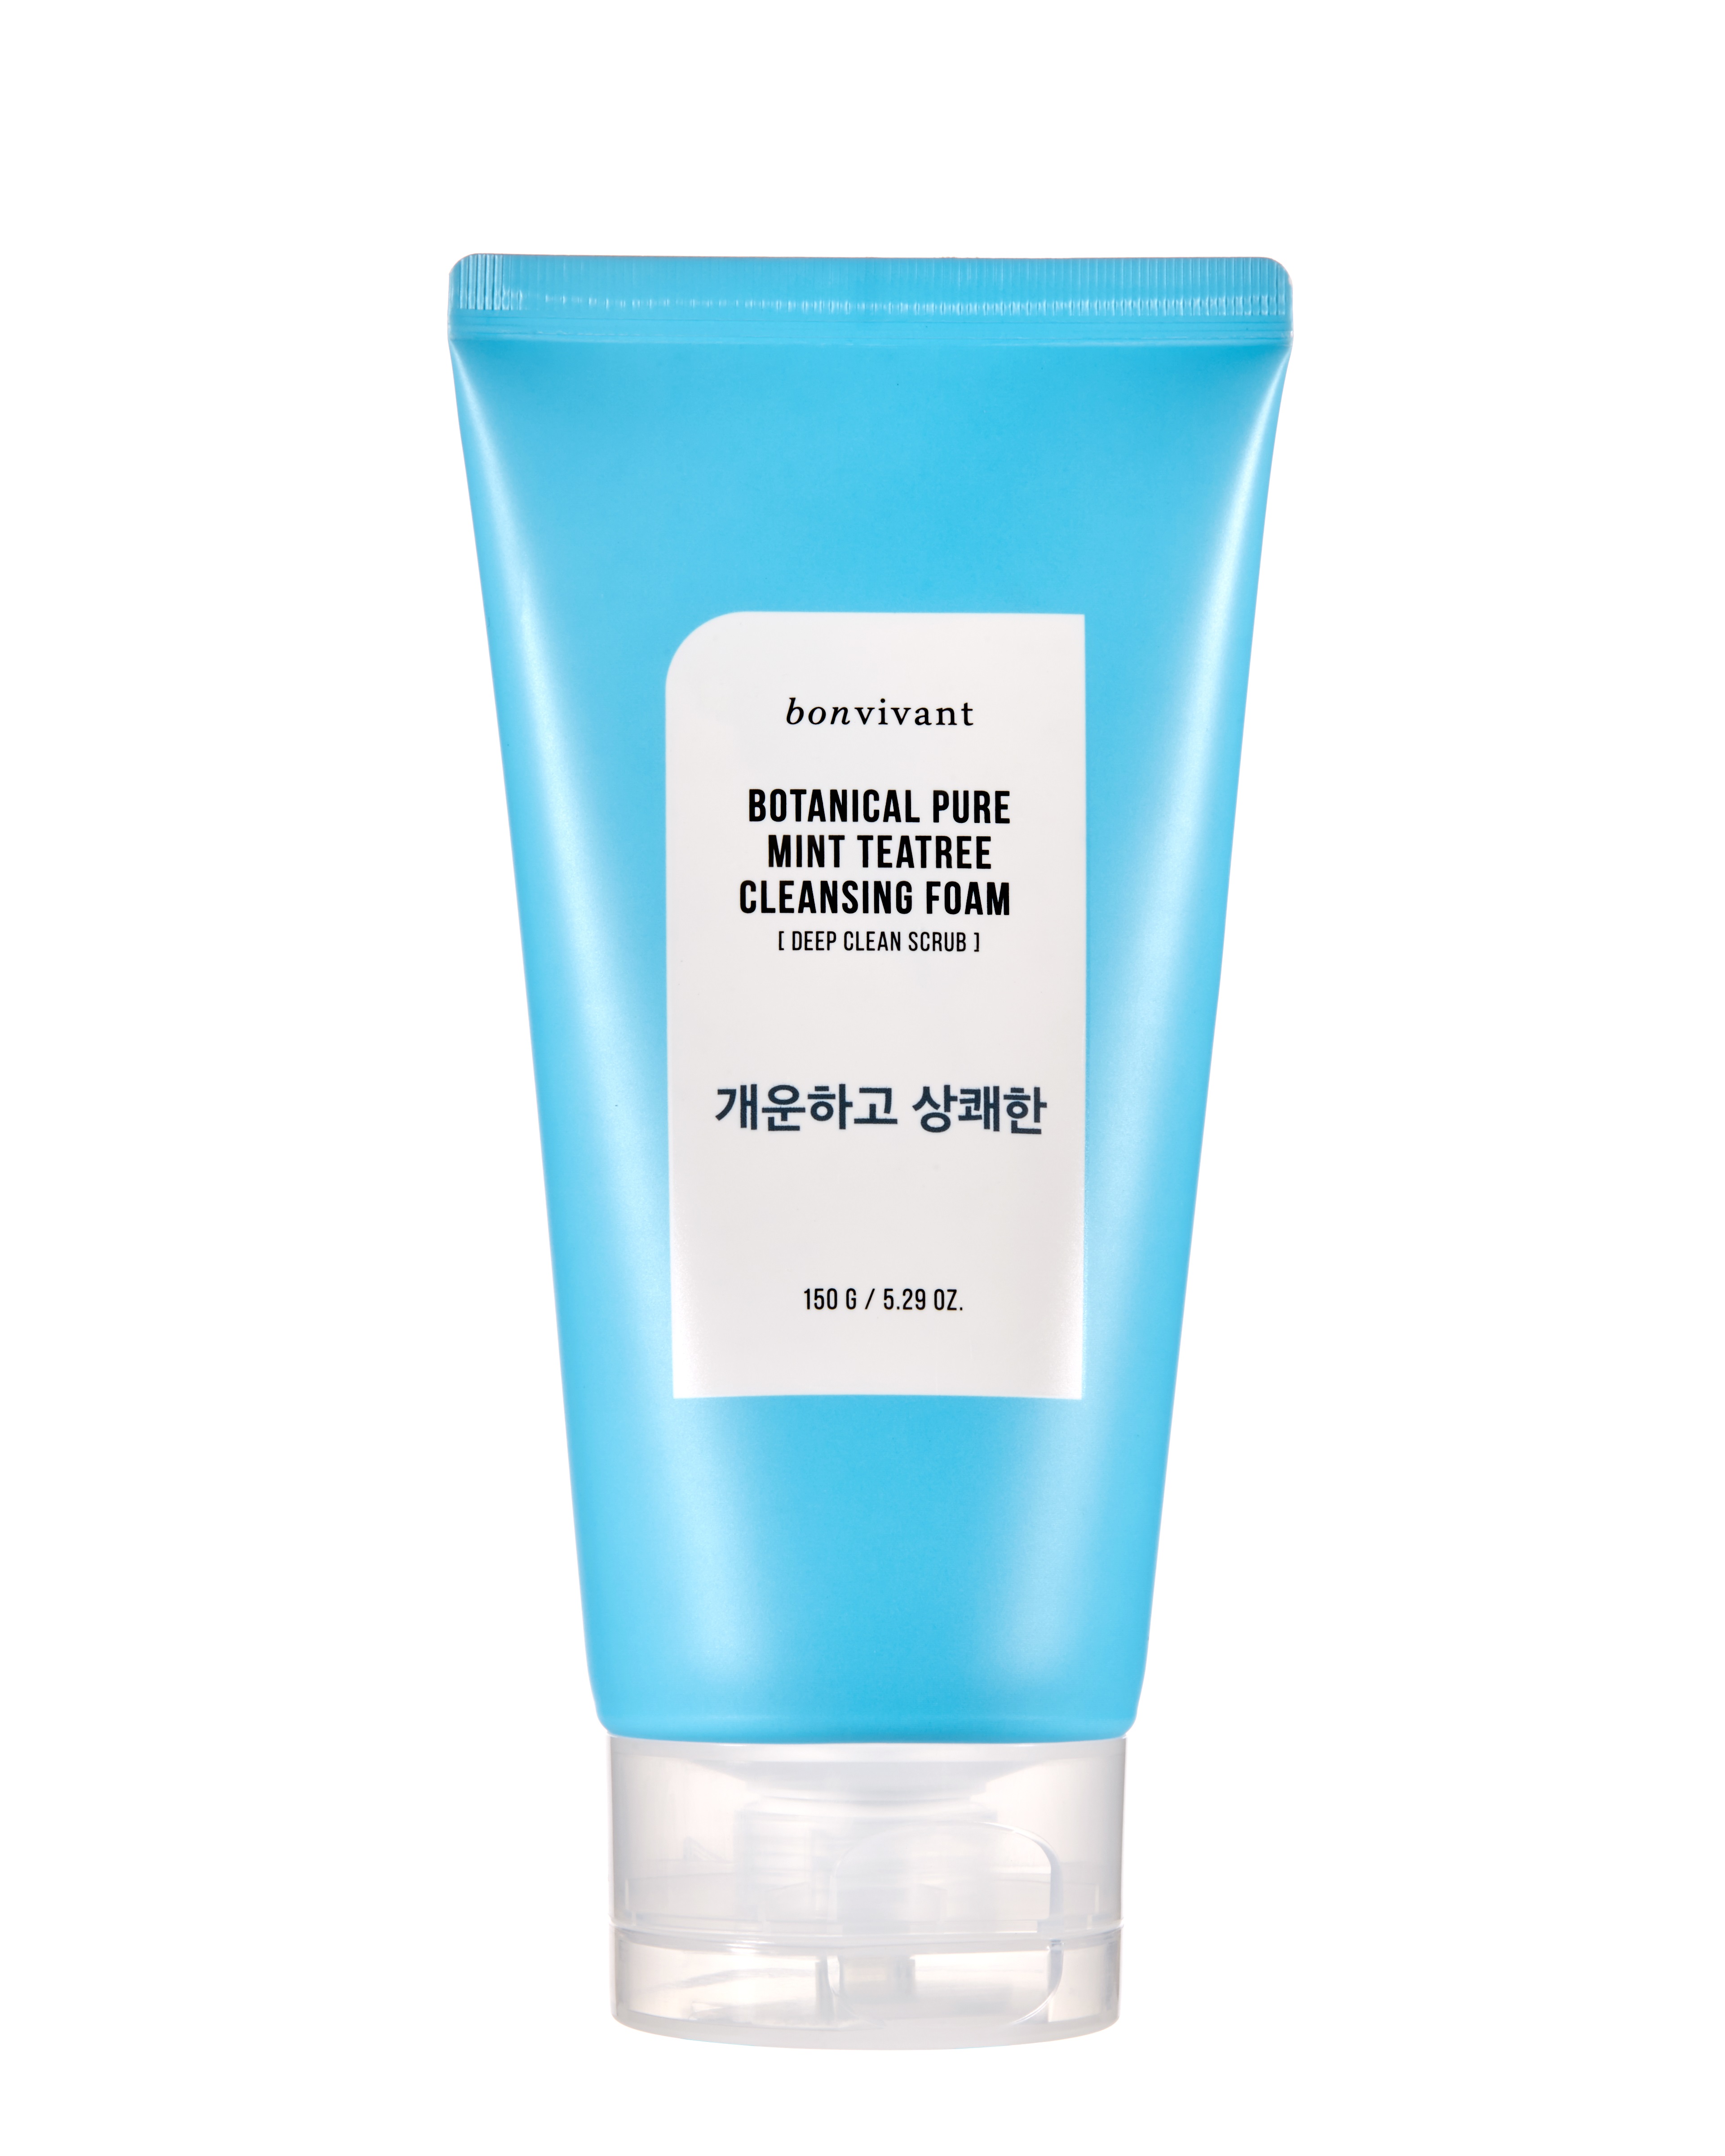 bonvivant
BOTANICAL PURE
MINT TEATREE
CLEANSING FOAM
[ DEEP CLEAN SCRUB ]
개운하고 상쾌한
150 G / 5.29 OZ.